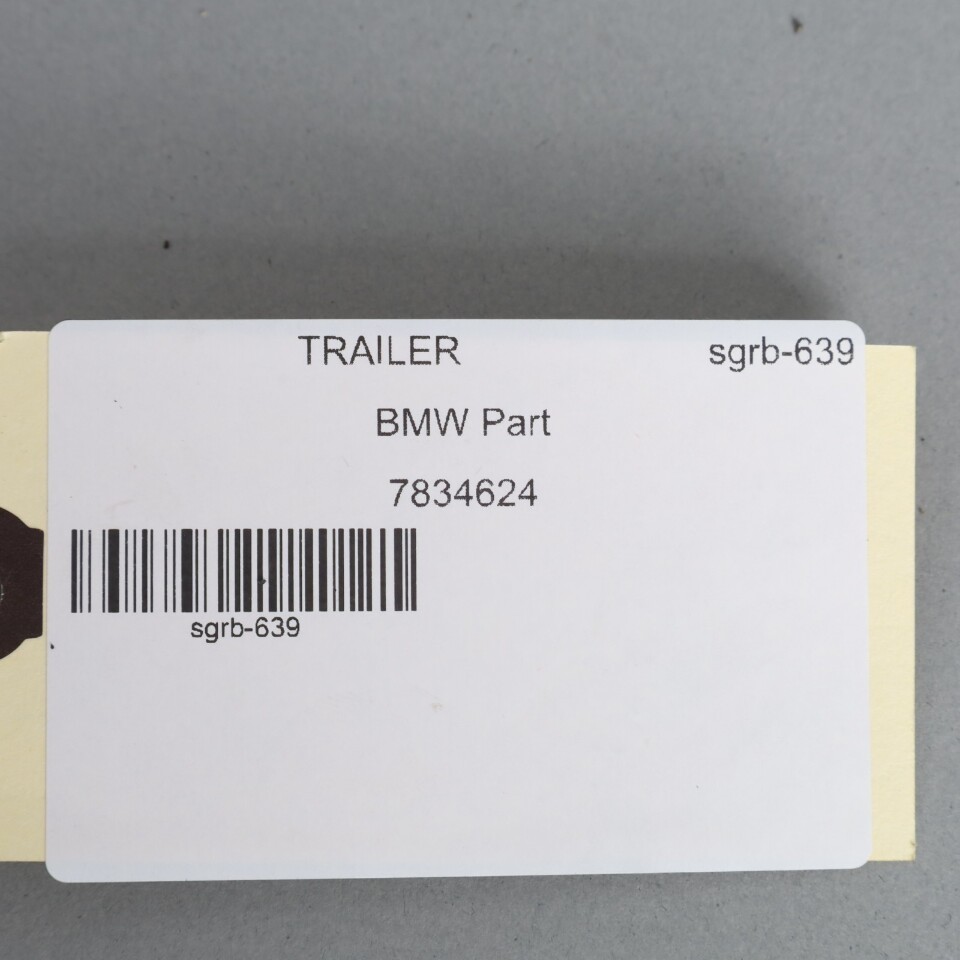 TRAILER sgrb-639
BMW Part
7834624
sgrb-639